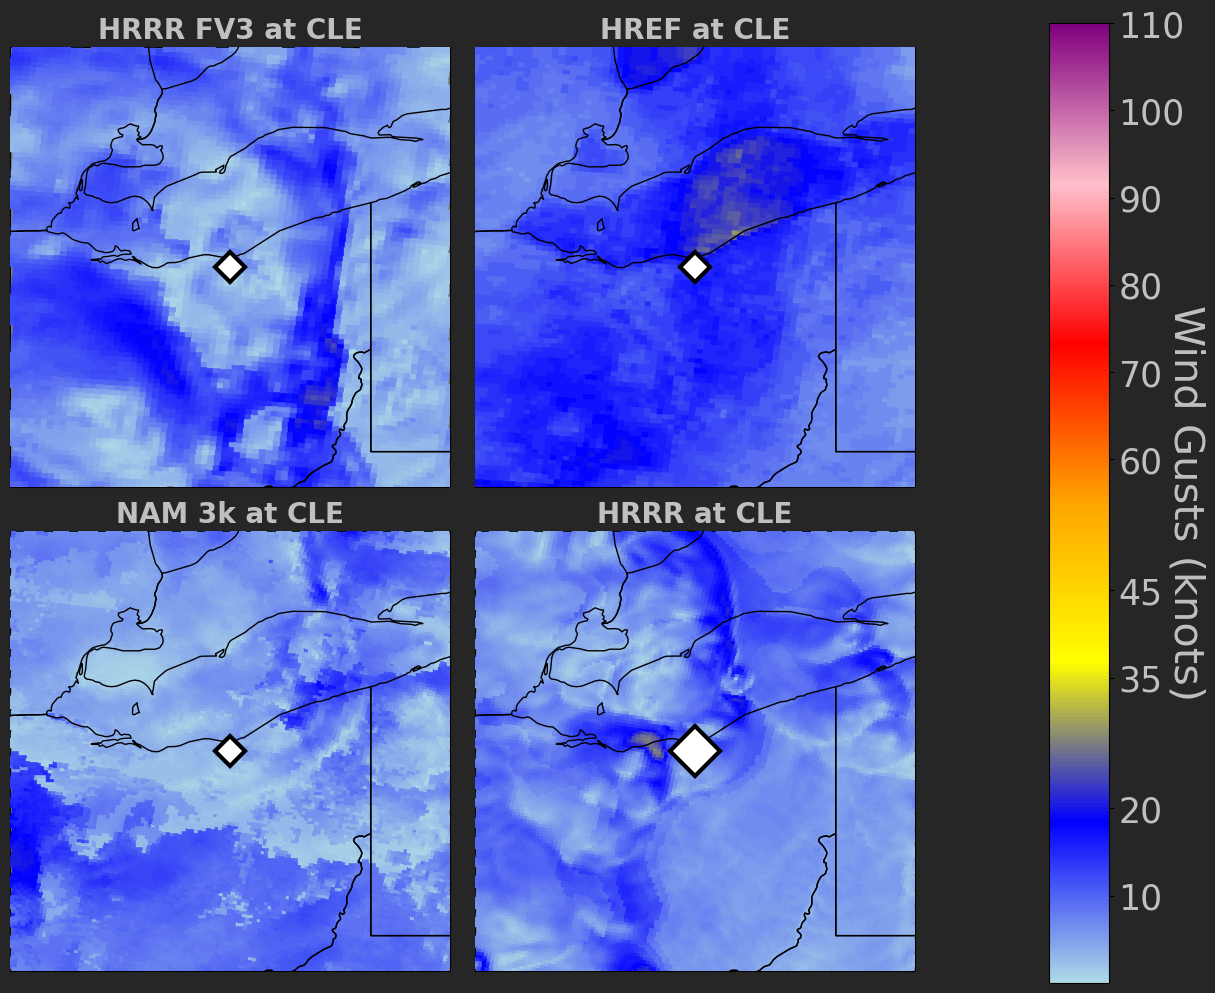 HRRR FV3 at CLE
HREF at CLE
NAM 3k at CLE
HRRR at CLE
110
100
90
80
70
60
45
35
20
10
Wind Gusts (knots)